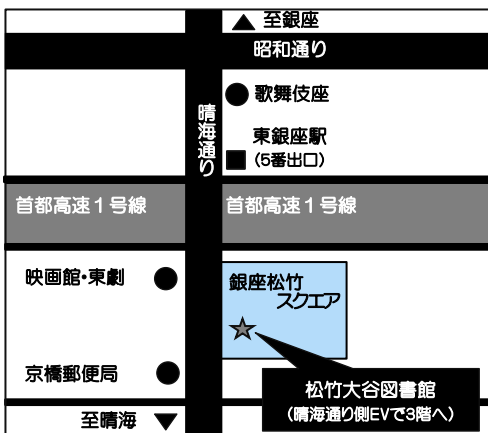 ▲ 至銀座
昭和通り
晴海通り
● 歌舞伎座
東銀座駅
■ (5番出口)
首都高速1号線
首都高速1号線
映画館・東劇 ●
銀座松竹
スクエア
☆
京橋郵便局 ●
松竹大谷図書館
(晴海通り側EVで3階へ)
至晴海 ▼